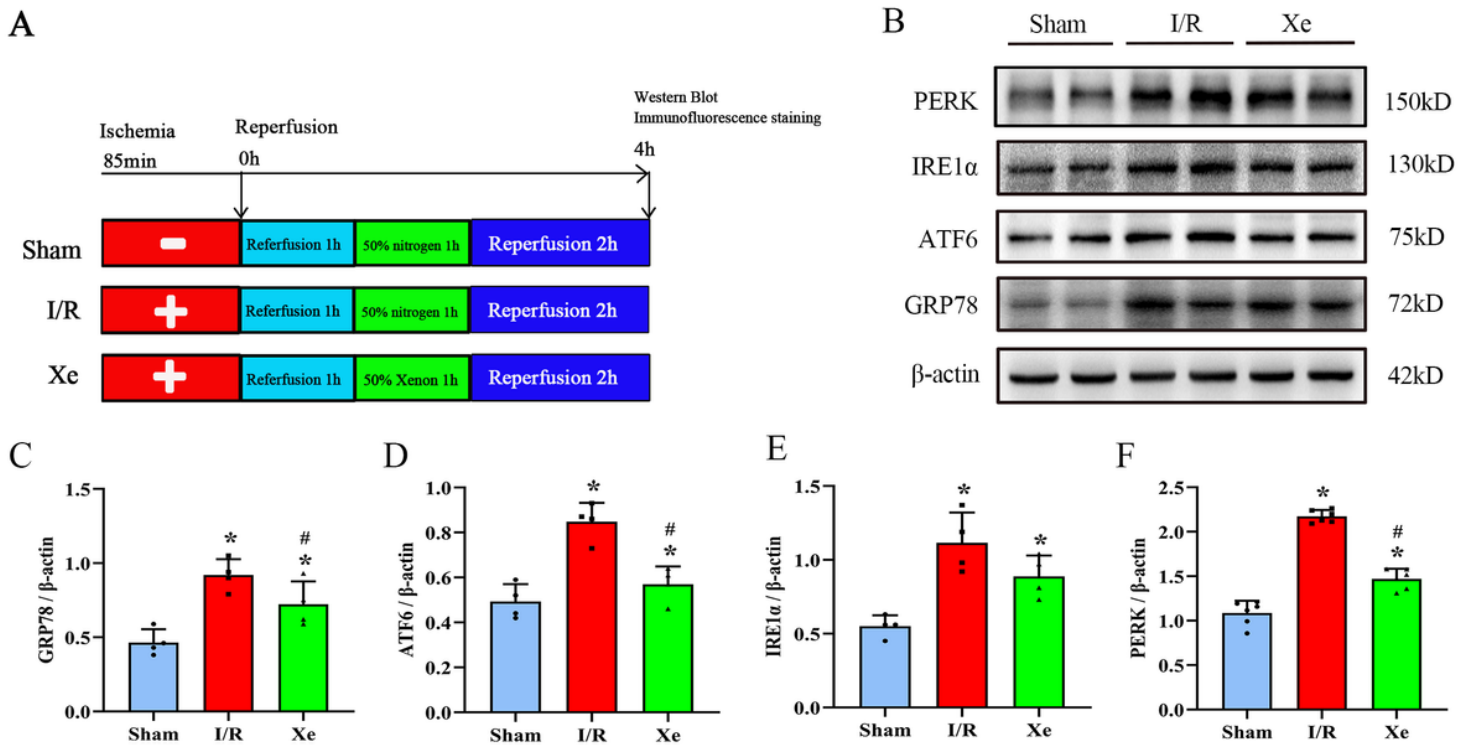 A
Western Blot
Immunofluorescence staining
Ischemia
Reperfusion
85min
0h
4h
Sham
Referfusion 1h
50% nitrogen 1h
Reperfusion 2h
I/R
Referfusion 1h
50% nitrogen 1h
Reperfusion 2h
Xe
Referfusion 1h
50% Xenon 1h
Reperfusion 2h
B
Sham I/R Xe
PERK 150kD
IRE1α 130kD
ATF6 75kD
GRP78 72kD
β-actin 42kD
C
GRP78 / β-actin
1.5
1.0
0.5
0.0
*
#
*
Sham I/R Xe
D
ATF6 / β-actin
1.0
0.8
0.6
0.4
0.2
0.0
*
#
*
Sham I/R Xe
E
IRE1α / β-actin
1.5
1.0
0.5
0.0
*
*
Sham I/R Xe
F
PERK / β-actin
2.5
2.0
1.5
1.0
0.5
0.0
*
#
*
Sham I/R Xe